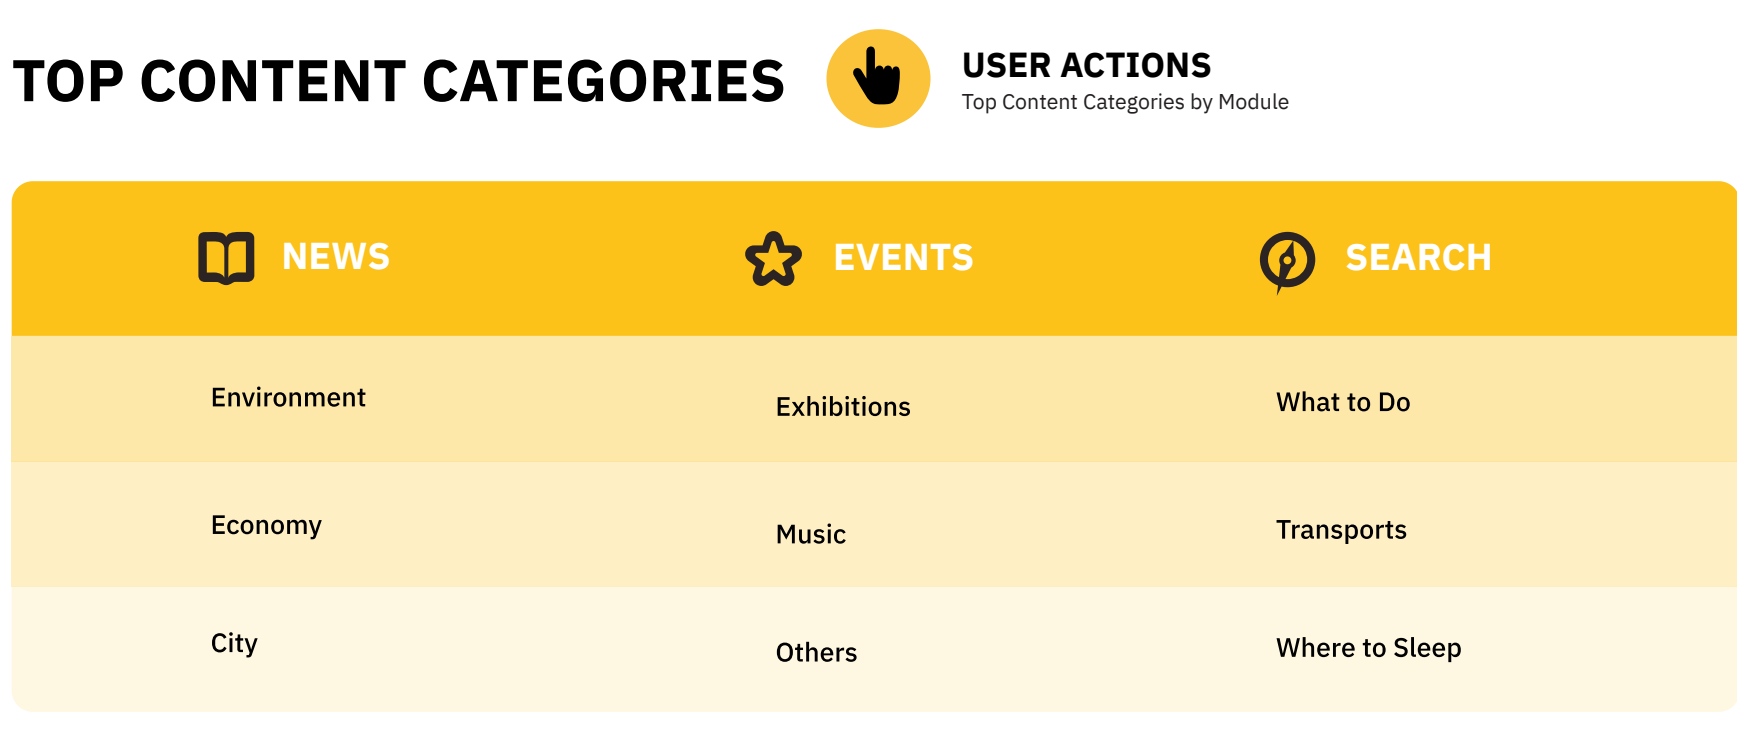 TOP CONTENT CATEGORIES
USER ACTIONS
Top Content Categories by Module
NEWS
EVENTS
SEARCH
Environment
Exhibitions
What to Do
Economy
Music
Transports
City
Others
Where to Sleep